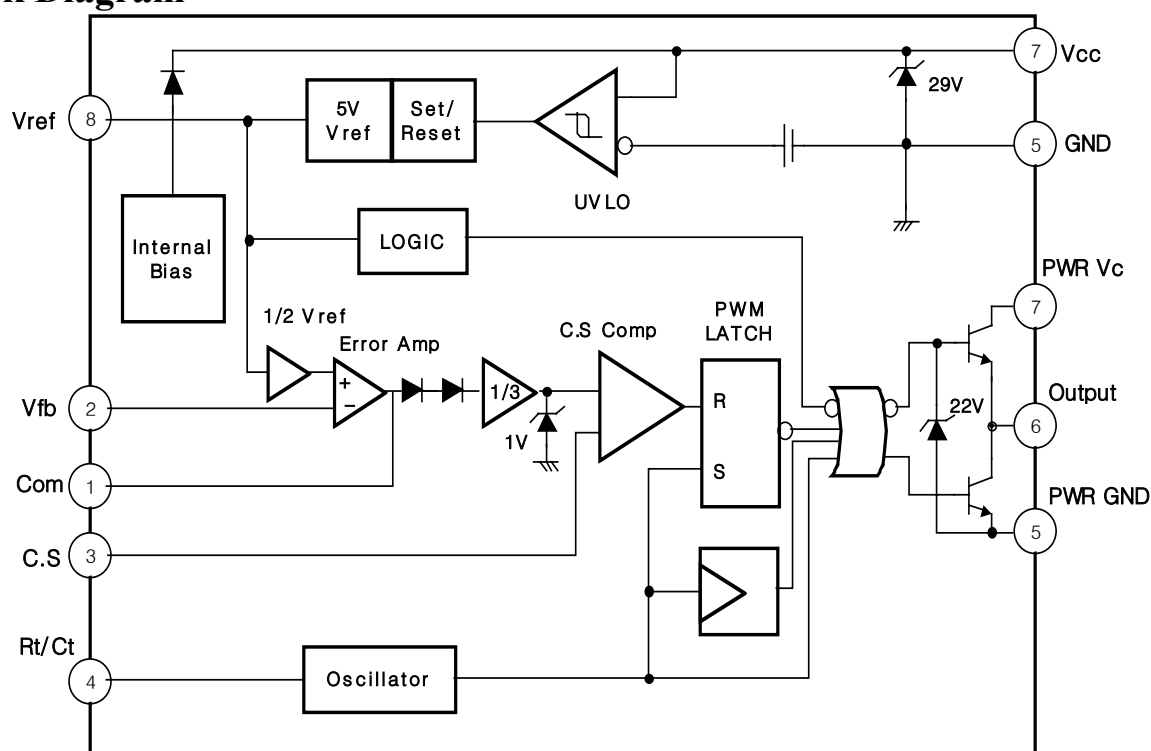 Diagram
7
Vcc
29V
5V
Vref
Set/
Reset
Vref
8
5
GND
UVLO
Internal
Bias
LOGIC
PWR Vc
7
1/2 Vref
Error Amp
C.S Comp
PWM
LATCH
+
−
1/3
R
Output
Vfb
2
22V
6
1V
S
Com
1
PWR GND
5
C.S
3
Rt/Ct
4
Oscillator